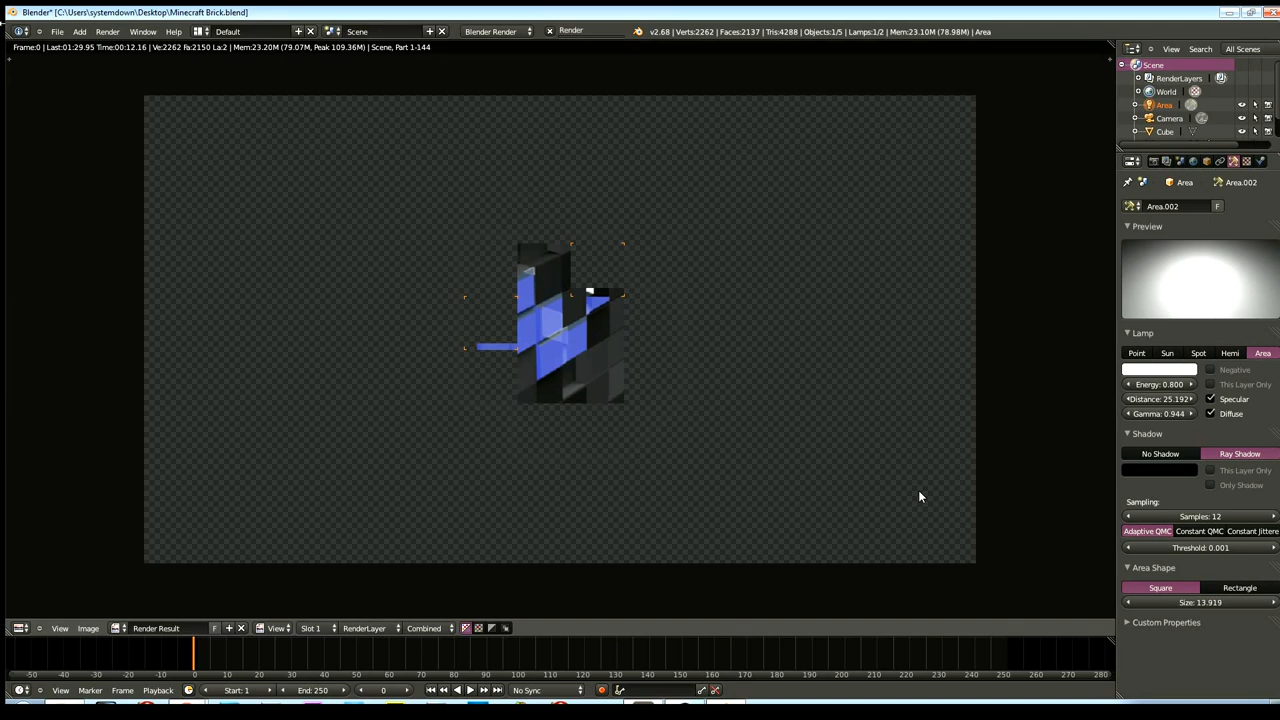 Blender* [C:\Users\systemdown\Desktop\Minecraft Brick.blend]
File Add Render Window Help Default Scene Blender Render Render v2.68 | Verts:2262 | Faces:2137 | Tris:4288 | Objects:1/5 | Lamps:1/2 | Mem:23.10M (78.98M) | Area
Frame:0 | Last:01:29.95 Time:00:12.16 | Ve:2262 Fa:2150 La:2 | Mem:23.20M (79.07M, Peak 109.36M) | Scene, Part 1-144
View Search All Scenes
Scene
RenderLayers
World
Area
Camera
Cube
Area Area.002
Area.002 F
Preview
Lamp
Point Sun Spot Hemi Area
Negative
Energy: 0.800 This Layer Only
Distance: 25.192 Specular
Gamma: 0.944 Diffuse
Shadow
No Shadow Ray Shadow
This Layer Only
Only Shadow
Sampling:
Samples: 12
Adaptive QMC Constant QMC Constant Jittere
Threshold: 0.001
Area Shape
Square Rectangle
Size: 13.919
Custom Properties
View Image Render Result F View Slot 1 RenderLayer Combined
-50 -40 -30 -20 -10 0 10 20 30 40 50 60 70 80 90 100 110 120 130 140 150 160 170 180 190 200 210 220 230 240 250 260 270 280
View Marker Frame Playback Start: 1 End: 250 0 No Sync